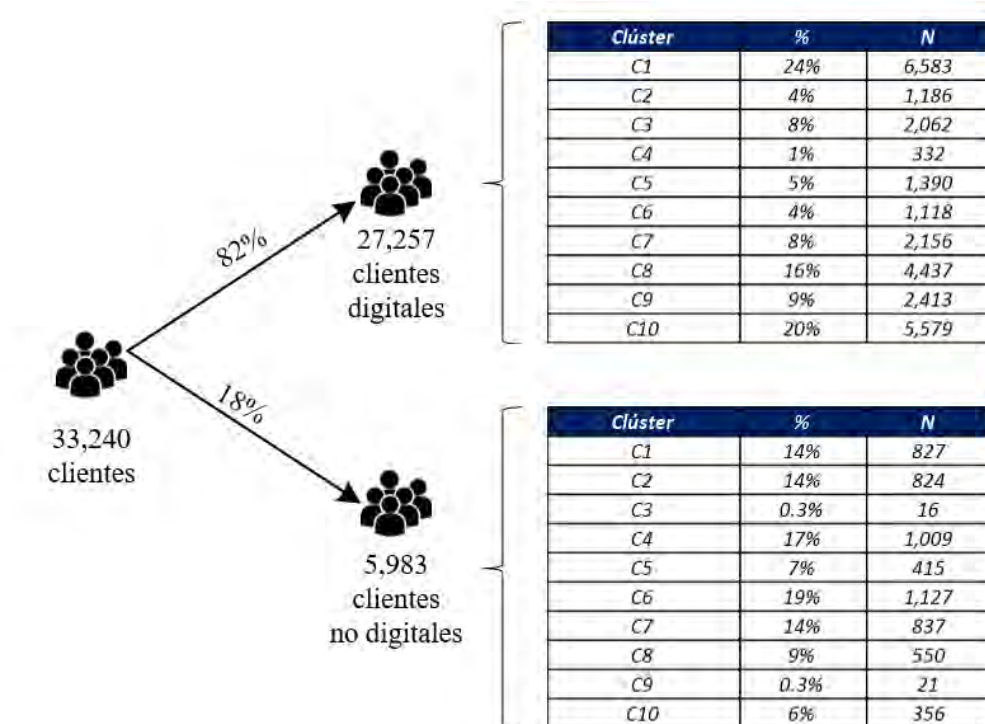 Clúster % N
C1 24% 6,583
C2 4% 1,186
C3 8% 2,062
C4 1% 332
C5 5% 1,390
C6 4% 1,118
C7 8% 2,156
C8 16% 4,437
C9 9% 2,413
C10 20% 5,579
82%
27,257
clientes
digitales
33,240
clientes
18%
5,983
clientes
no digitales
Clúster % N
C1 14% 827
C2 14% 824
C3 0.3% 16
C4 17% 1,009
C5 7% 415
C6 19% 1,127
C7 14% 837
C8 9% 550
C9 0.3% 21
C10 6% 356